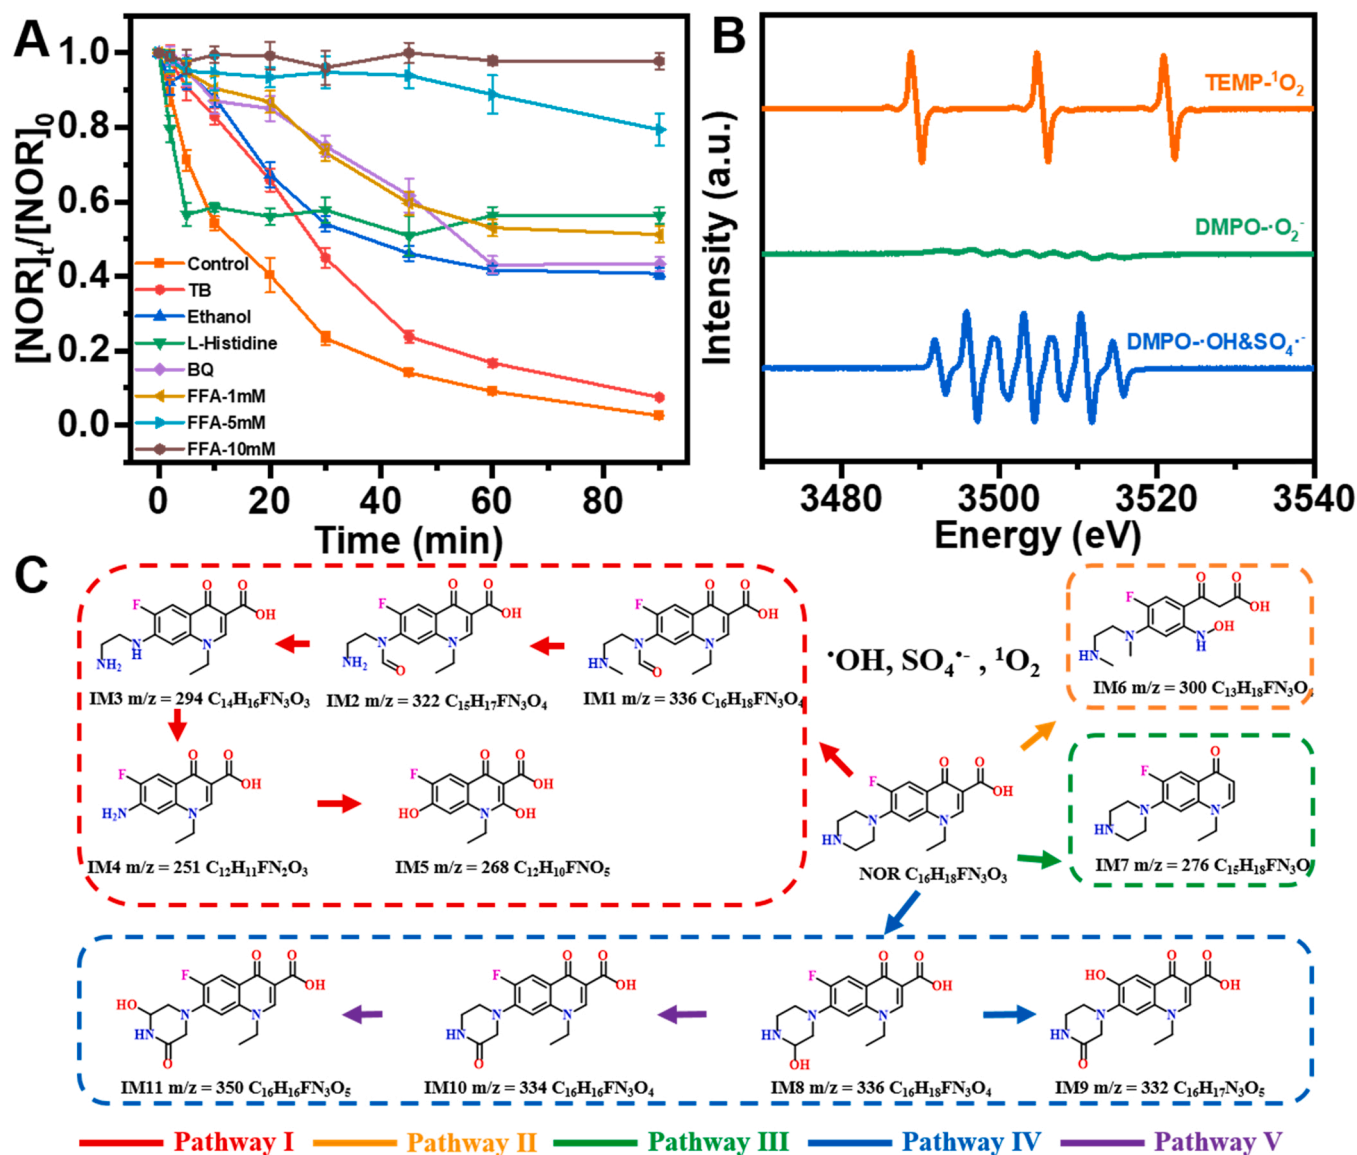 A
[NOR]t/[NOR]0
1.0
0.8
0.6
0.4
0.2
0.0
Control
TB
Ethanol
L-Histidine
BQ
FFA-1mM
FFA-5mM
FFA-10mM
0 20 40 60 80
Time (min)
B
Intensity (a.u.)
TEMP-¹O₂
DMPO-·O₂⁻
DMPO-·OH&SO₄·⁻
3480 3500 3520 3540
Energy (eV)
C
IM3 m/z = 294 C₁₄H₁₆FN₃O₃
IM2 m/z = 322 C₁₅H₁₇FN₃O₄
IM1 m/z = 336 C₁₆H₁₈FN₃O₄
·OH, SO₄·⁻ , ¹O₂
IM6 m/z = 300 C₁₃H₁₈FN₃O
IM4 m/z = 251 C₁₂H₁₁FN₂O₃
IM5 m/z = 268 C₁₂H₁₀FNO₅
NOR C₁₆H₁₈FN₃O₃
IM7 m/z = 276 C₁₅H₁₈FN₃O
IM11 m/z = 350 C₁₆H₁₆FN₃O₅
IM10 m/z = 334 C₁₆H₁₆FN₃O₄
IM8 m/z = 336 C₁₆H₁₈FN₃O₄
IM9 m/z = 332 C₁₆H₁₇N₃O₅
Pathway I
Pathway II
Pathway III
Pathway IV
Pathway V